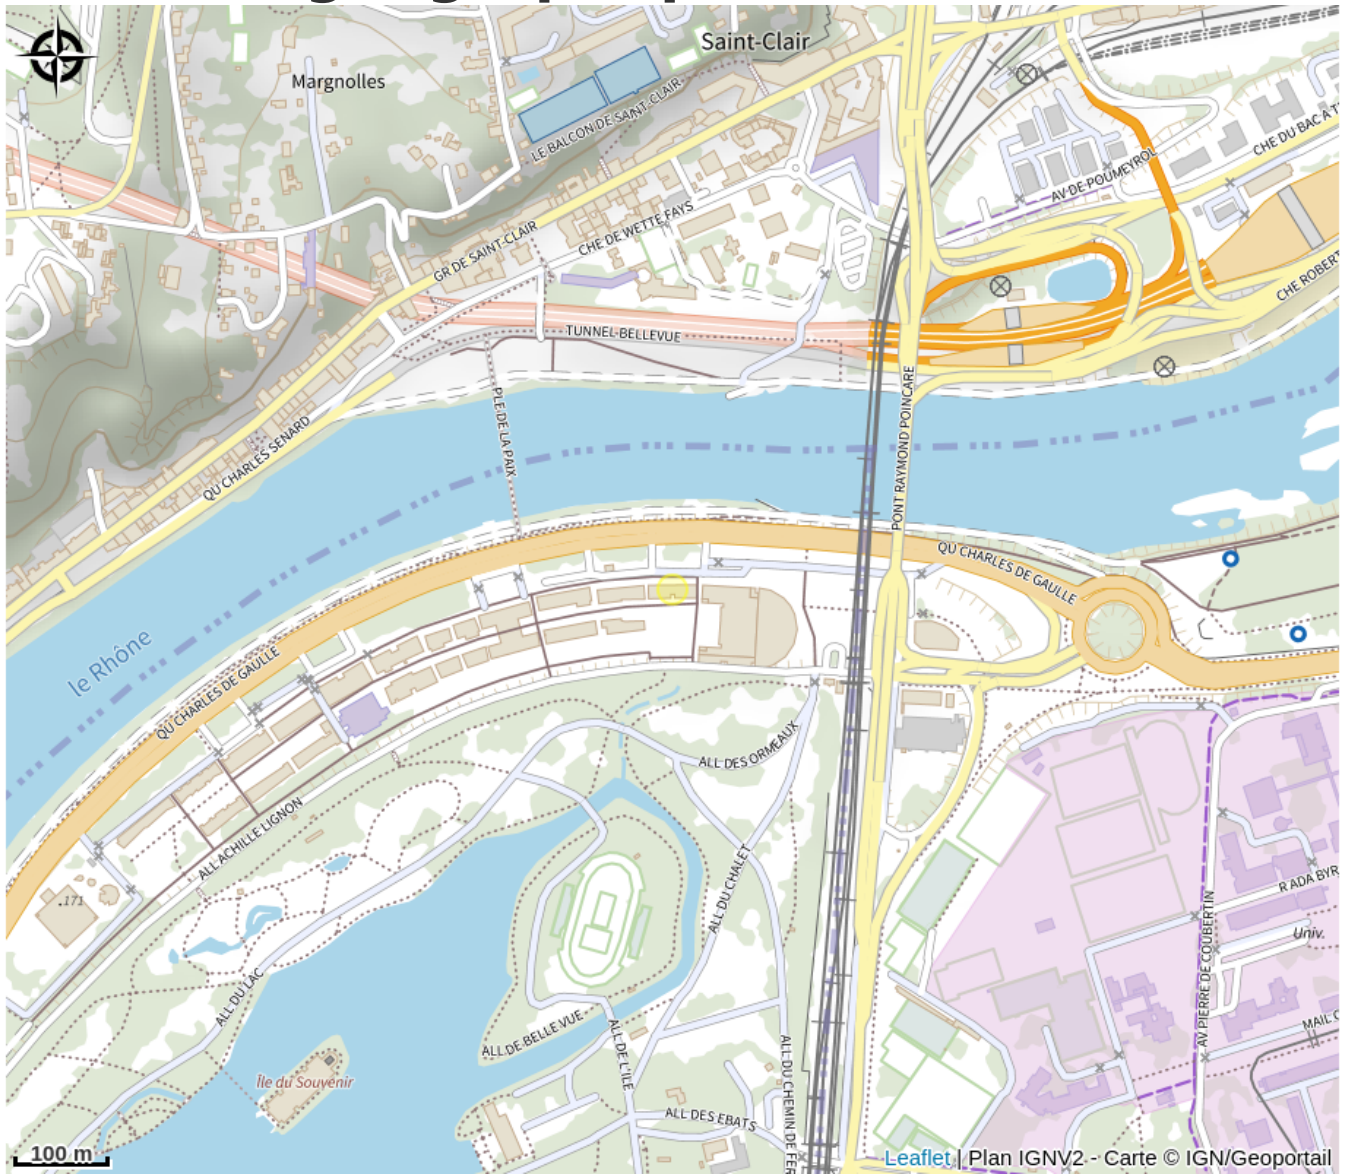 Saint-Clair
Margnolles
LE BALCON DE SAINT-CLAIR
CHE DU BAC A T
AV DE POUMEYROL
CHE DE WETTE FAYS
GR DE SAINT-CLAIR
CHE ROBERT
TUNNEL BELLEVUE
PLE DE LA PAIX
PONT RAYMOND POINCARE
QU CHARLES SENARD
QU CHARLES DE GAULLE
le Rhône
QU CHARLES DE GAULLE
ALL DES ORMEAUX
ALL ACHILLE LIGNON
ALL DU CHALET
R ADA BYR
.171
AV PIERRE DE COUBERTIN
Univ.
ALL DU LAC
ALL DE BELLE VUE
ALL DE L'ILE
ALL DU CHEMIN DE FER
MAIL C
Île du Souvenir
ALL DES EBATS
100 m
Leaflet | Plan IGNV2 - Carte © IGN/Geoportail